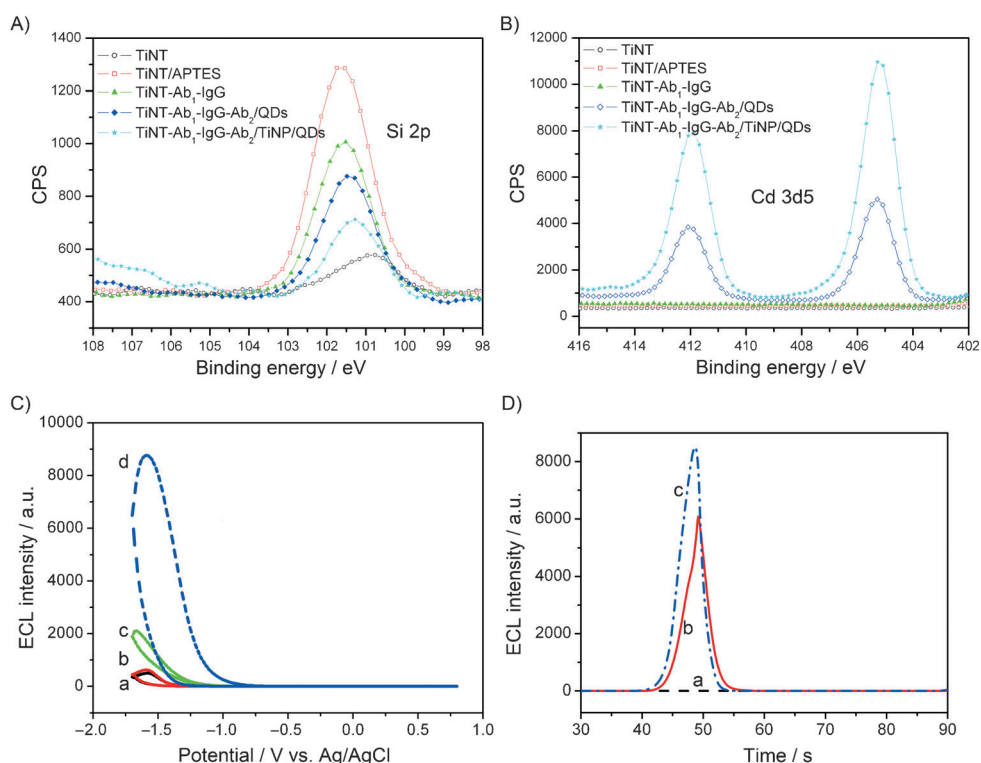 A)
1400
1200
1000
800
600
400
CPS
TiNT
TiNT/APTES
TiNT-Ab₁-IgG
TiNT-Ab₁-IgG-Ab₂/QDs
TiNT-Ab₁-IgG-Ab₂/TiNP/QDs
Si 2p
108 107 106 105 104 103 102 101 100 99 98
Binding energy / eV
B)
12000
10000
8000
6000
4000
2000
0
CPS
TiNT
TiNT/APTES
TiNT-Ab₁-IgG
TiNT-Ab₁-IgG-Ab₂/QDs
TiNT-Ab₁-IgG-Ab₂/TiNP/QDs
Cd 3d5
416 414 412 410 408 406 404 402
Binding energy / eV
C)
10000
8000
6000
4000
2000
0
ECL intensity / a.u.
d
c
b
a
−2.0 −1.5 −1.0 −0.5 0.0 0.5 1.0
Potential / V vs. Ag/AgCl
D)
8000
6000
4000
2000
0
ECL intensity / a.u.
c
b
a
30 40 50 60 70 80 90
Time / s